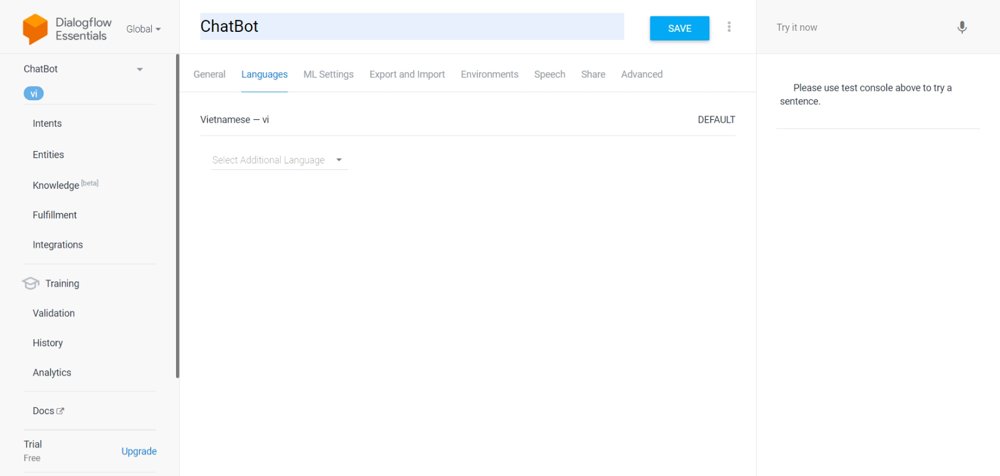 Dialogflow
Essentials
Global
ChatBot
SAVE
Try it now
ChatBot
vi
Intents
Entities
Knowledge [beta]
Fulfillment
Integrations
Training
Validation
History
Analytics
Docs
Trial
Free
Upgrade
General Languages ML Settings Export and Import Environments Speech Share Advanced
Vietnamese — vi DEFAULT
Select Additional Language
Please use test console above to try a
sentence.